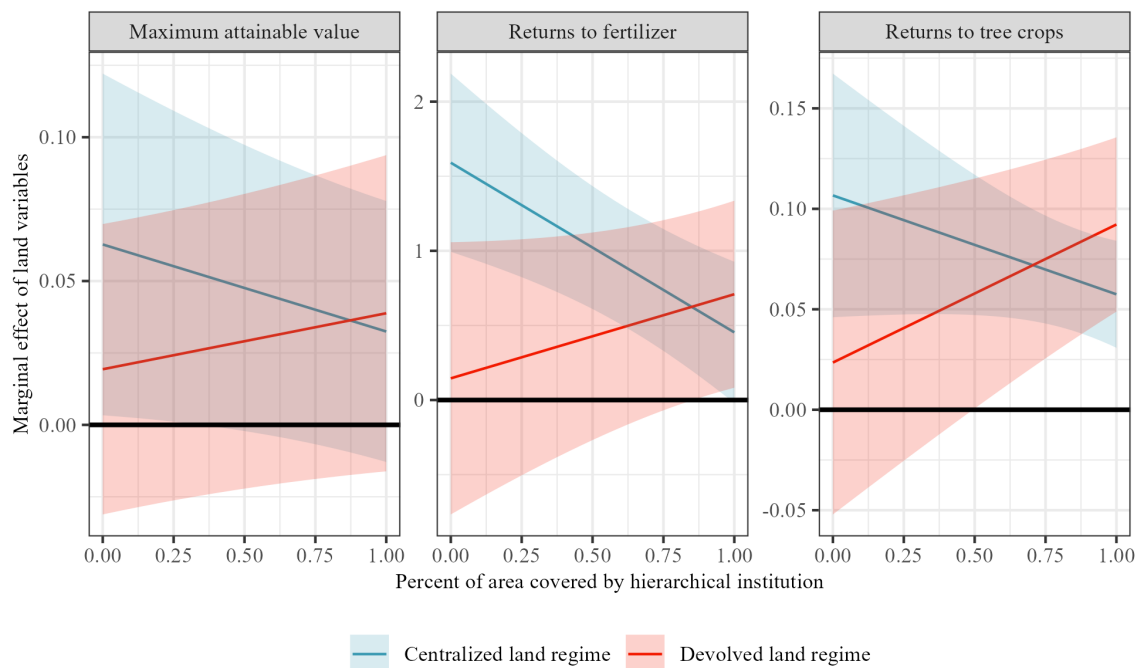 Maximum attainable value
Returns to fertilizer
Returns to tree crops
Marginal effect of land variables
0.10
0.05
0.00
2
1
0
0.15
0.10
0.05
0.00
-0.05
0.00 0.25 0.50 0.75 1.00
0.00 0.25 0.50 0.75 1.00
0.00 0.25 0.50 0.75 1.00
Percent of area covered by hierarchical institution
Centralized land regime
Devolved land regime